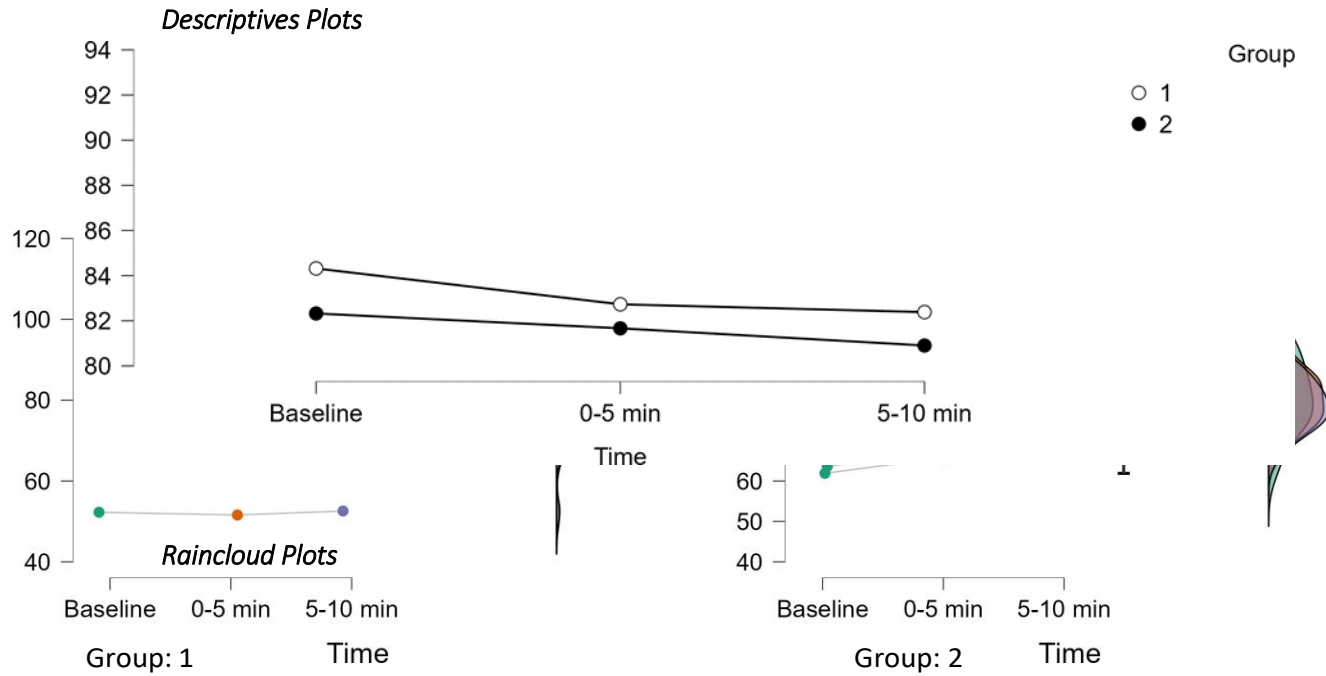 Descriptives Plots
94
Group
92
1
2
90
88
86
120
84
100
82
80
80
Baseline 0-5 min 5-10 min
Time
60
60
50
Raincloud Plots
40
40
Baseline 0-5 min 5-10 min
Baseline 0-5 min 5-10 min
Group: 1 Time
Group: 2 Time